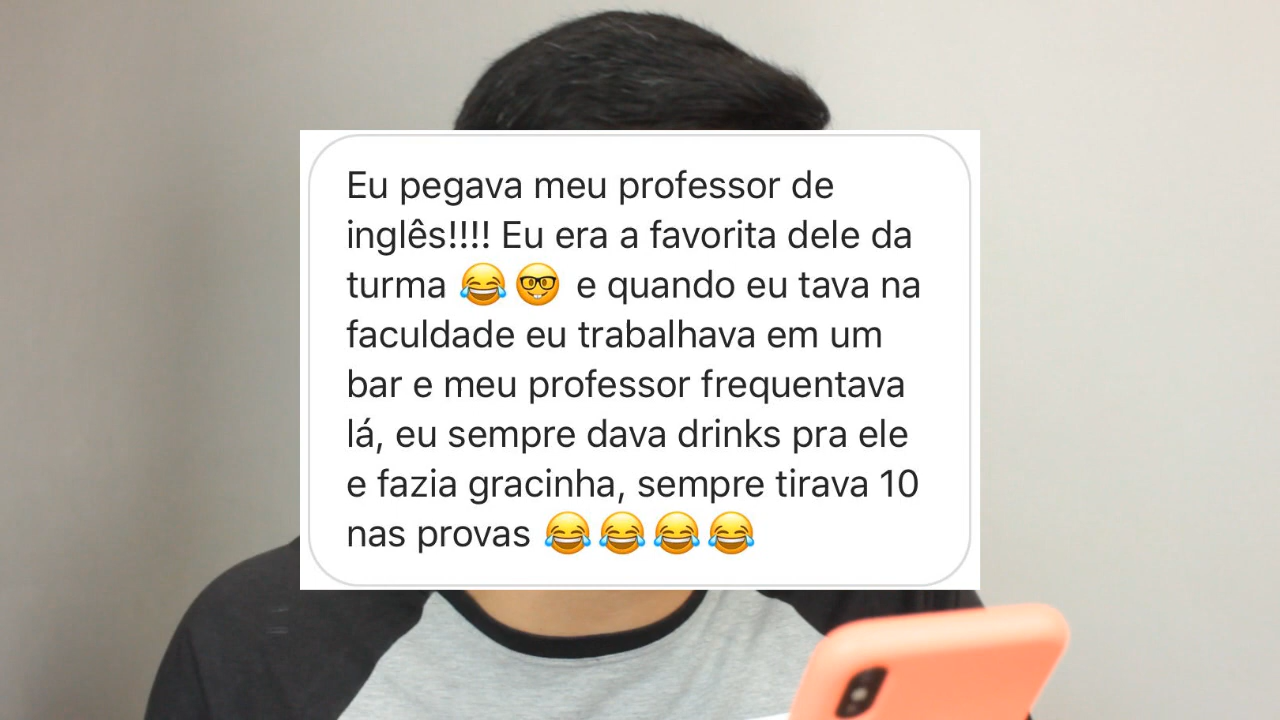 Eu pegava meu professor de
inglês!!!! Eu era a favorita dele da
turma 😂🤓 e quando eu tava na
faculdade eu trabalhava em um
bar e meu professor frequentava
lá, eu sempre dava drinks pra ele
e fazia gracinha, sempre tirava 10
nas provas 😂😂😂😂